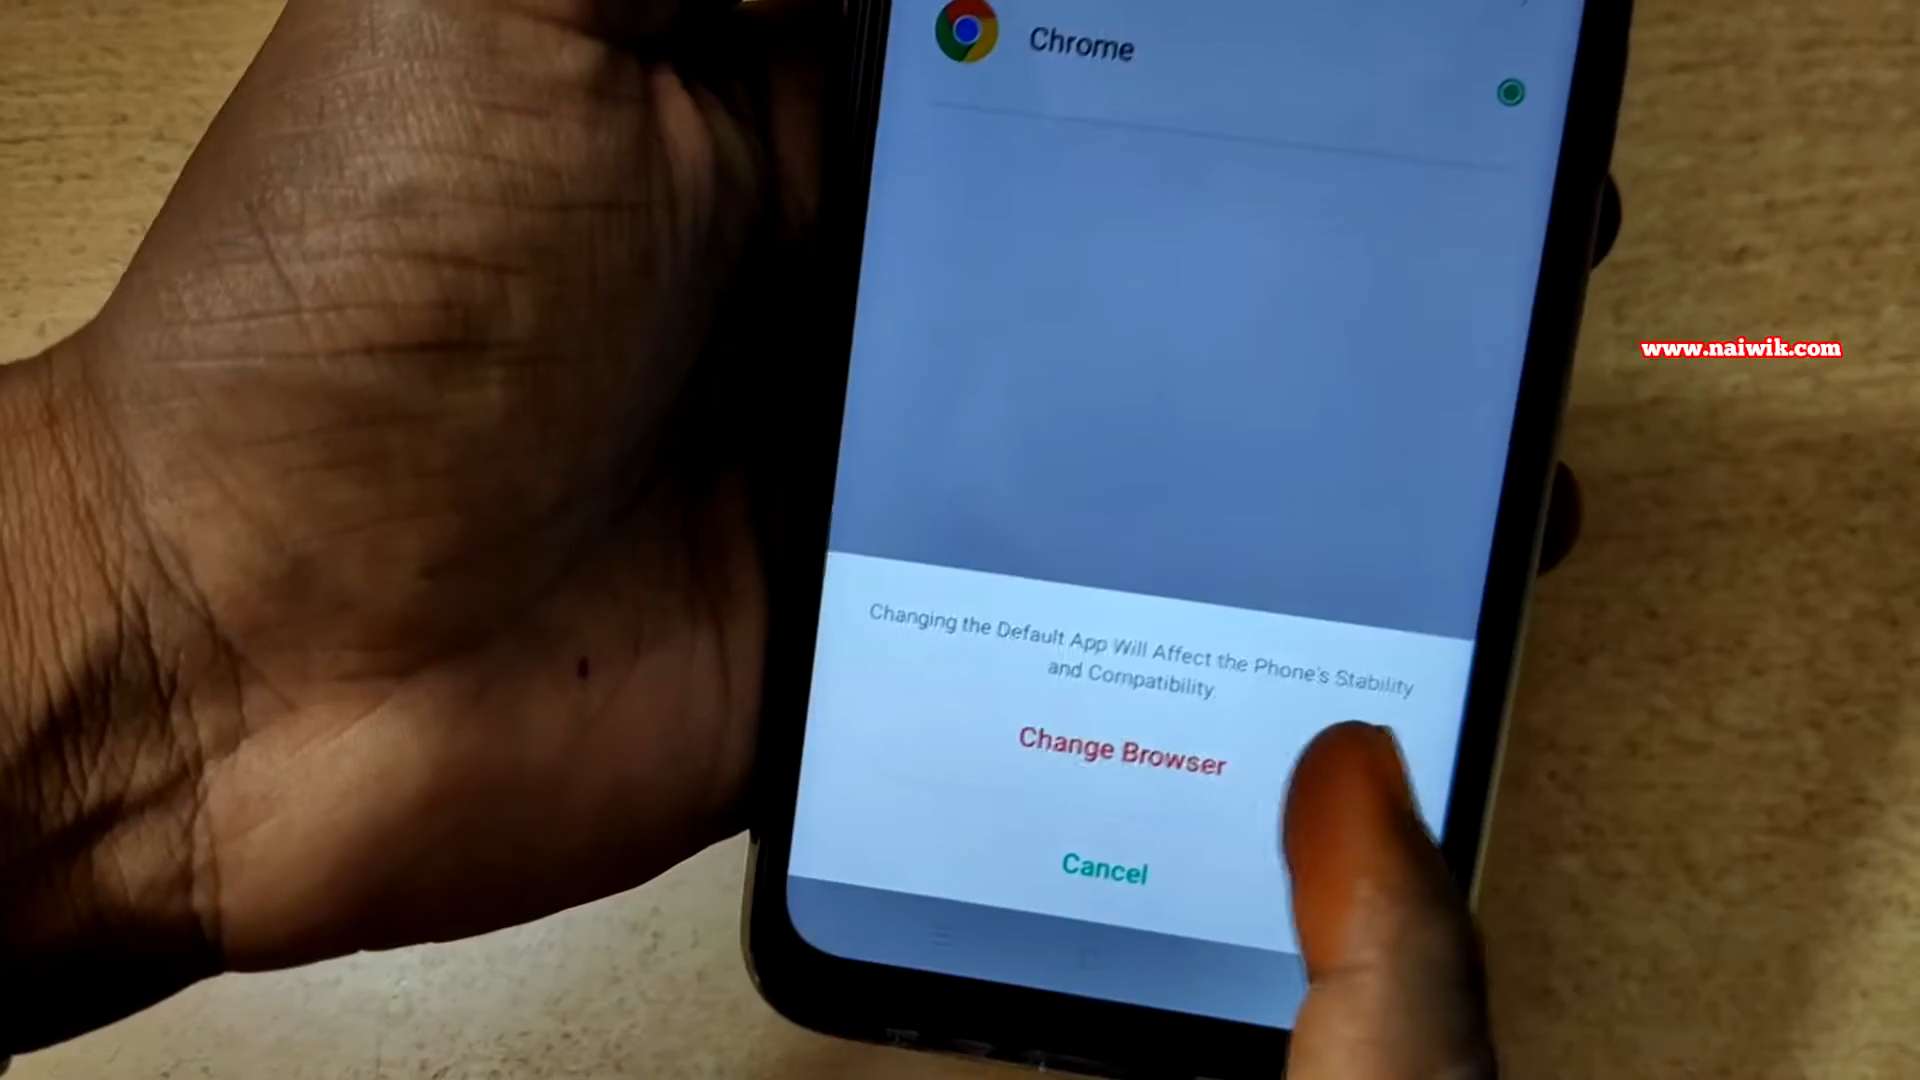 Chrome
www.naiwik.com
Changing the Default App Will Affect the Phone's Stability
and Compatibility.
Change Browser
Cancel